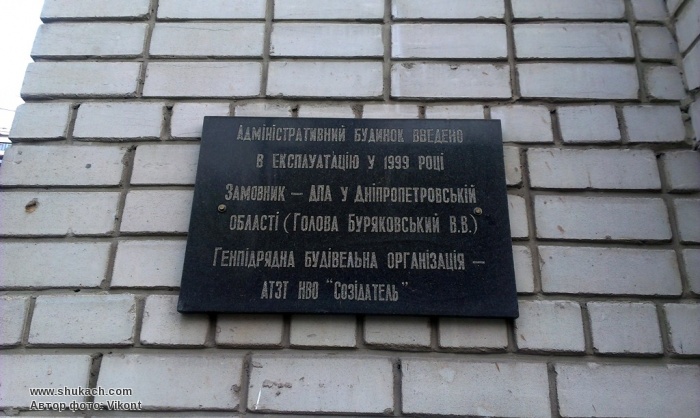 Адміністративний будинок введено
в експлуатацію у 1999 році
Замовник – ДПА у Дніпропетровській
області (Голова Буряковський В.В.)
Генпідрядна будівельна організація –
АТЗТ НВО "Созідатель"
www.shukach.com
Автор фото: Vikont